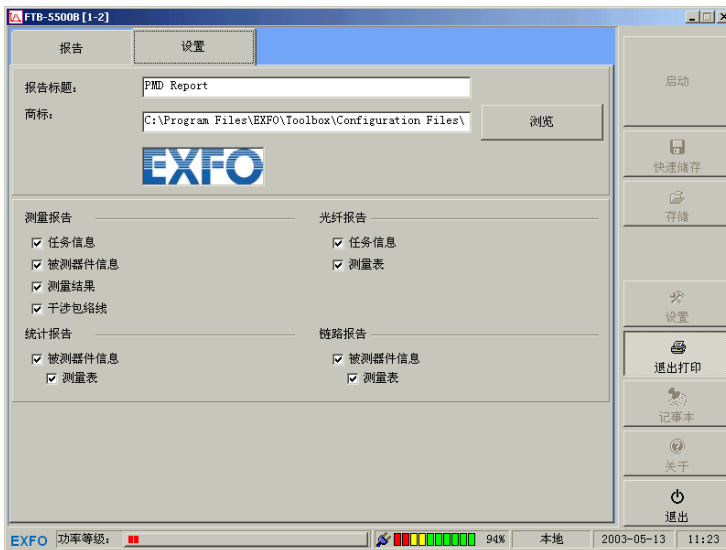 FTB-5500B [1-2]
报告
设置
报告标题:
PMD Report
商标:
C:\Program Files\EXFO\Toolbox\Configuration Files\
浏览
EXFO
测量报告
任务信息
被测器件信息
测量结果
干涉包络线
光纤报告
任务信息
测量表
统计报告
被测器件信息
测量表
链路报告
被测器件信息
测量表
启动
快速储存
存储
设置
退出打印
记事本
关于
退出
EXFO 功率等级: 94% 本地 2003-05-13 11:23